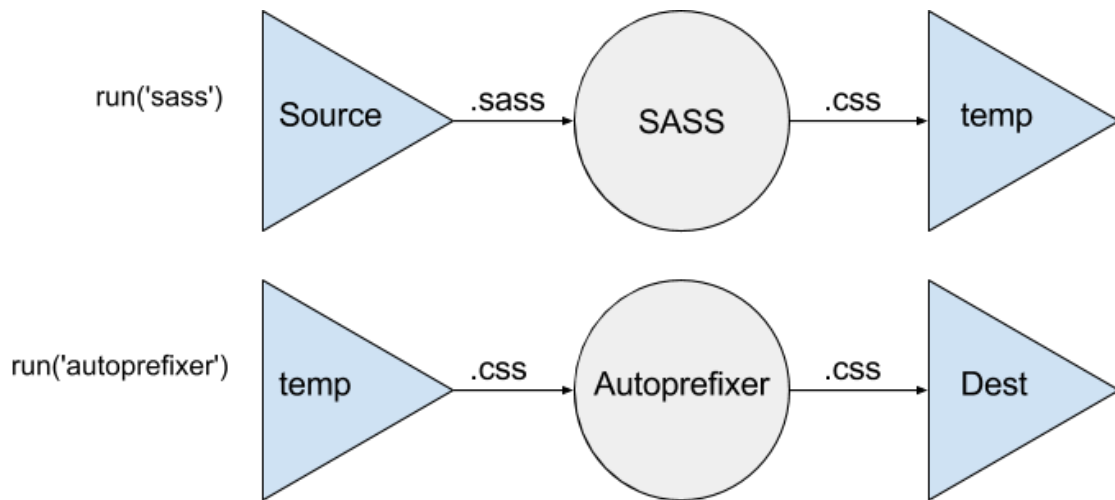 run('sass')
Source
.sass
SASS
.css
temp
run('autoprefixer')
temp
.css
Autoprefixer
.css
Dest